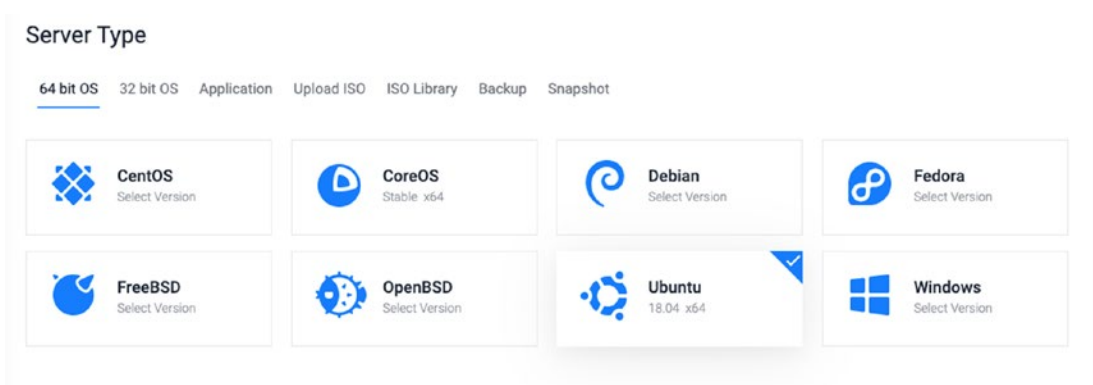 Server Type
64 bit OS 32 bit OS Application Upload ISO ISO Library Backup Snapshot
CentOS
Select Version
CoreOS
Stable x64
Debian
Select Version
Fedora
Select Version
FreeBSD
Select Version
OpenBSD
Select Version
Ubuntu
18.04 x64
Windows
Select Version